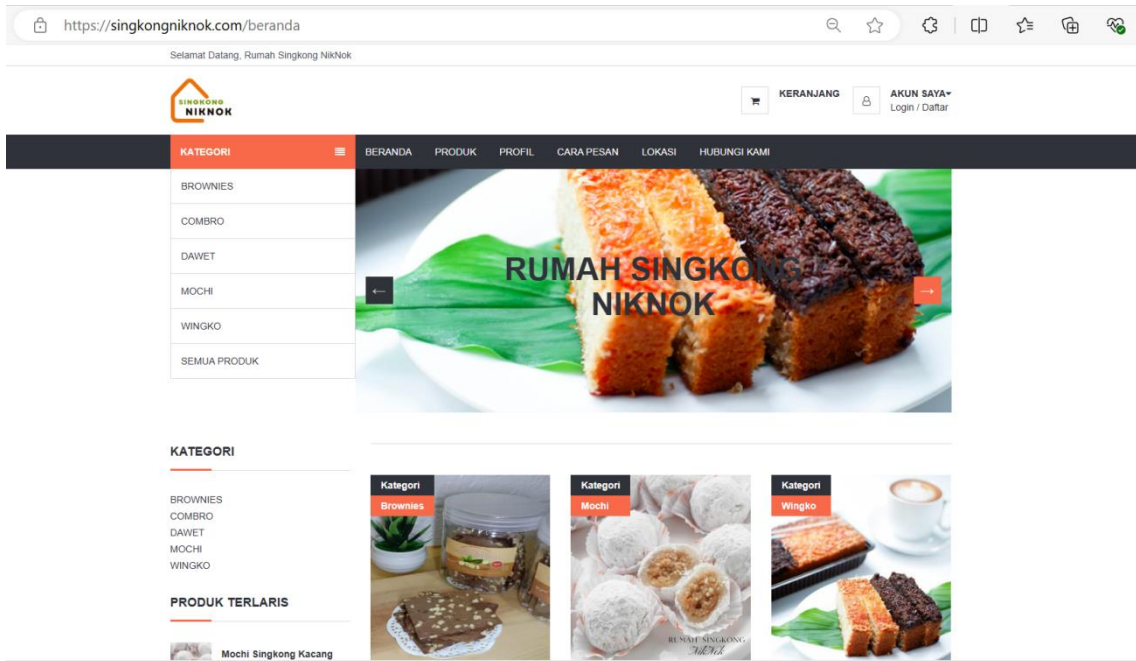 https://singkongniknok.com/beranda
Selamat Datang, Rumah Singkong NikNok
SINGKONG
NIKNOK
KERANJANG
AKUN SAYA
Login / Daftar
KATEGORI
BERANDA
PRODUK
PROFIL
CARA PESAN
LOKASI
HUBUNGI KAMI
BROWNIES
COMBRO
DAWET
MOCHI
WINGKO
SEMUA PRODUK
RUMAH SINGKONG
NIKNOK
KATEGORI
BROWNIES
COMBRO
DAWET
MOCHI
WINGKO
PRODUK TERLARIS
Mochi Singkong Kacang
Kategori
Brownies
Kategori
Mochi
RUMAH SINGKONG
NikNok
Kategori
Wingko